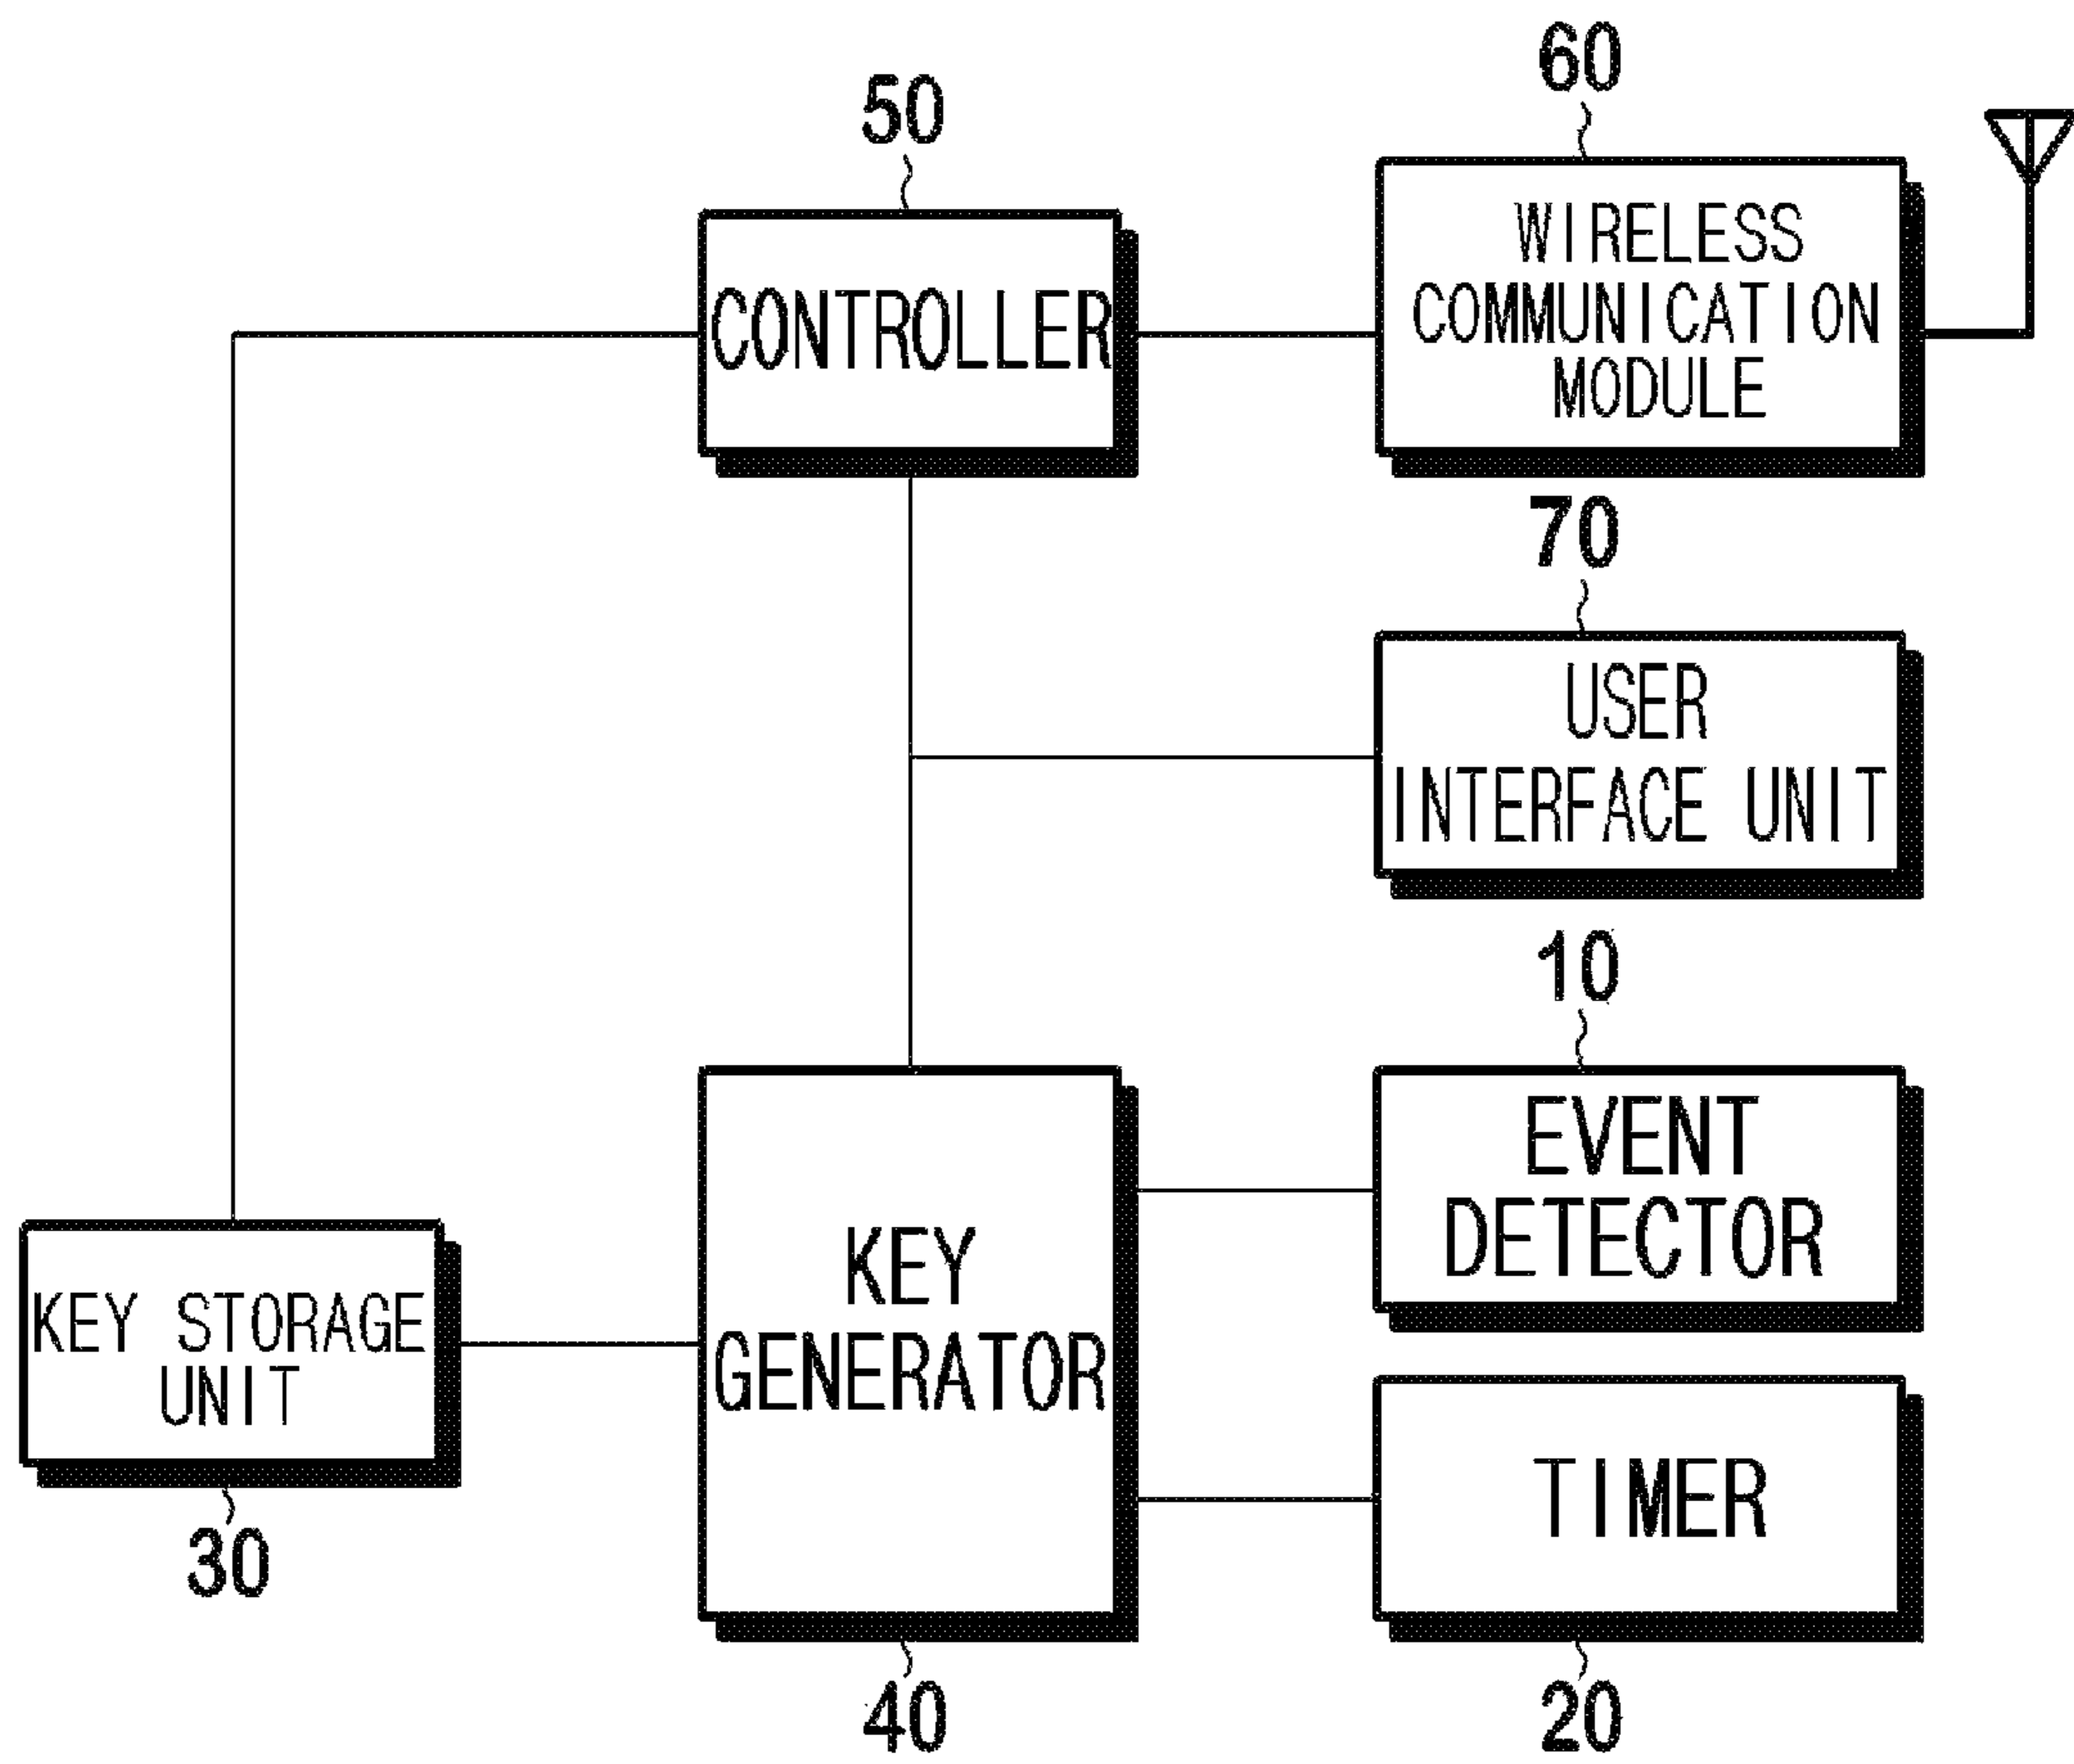 60
50
WIRELESS
COMMUNICATION
MODULE
CONTROLLER
70
USER
INTERFACE UNIT
10
EVENT
DETECTOR
KEY
GENERATOR
KEY STORAGE
UNIT
TIMER
30
40
20